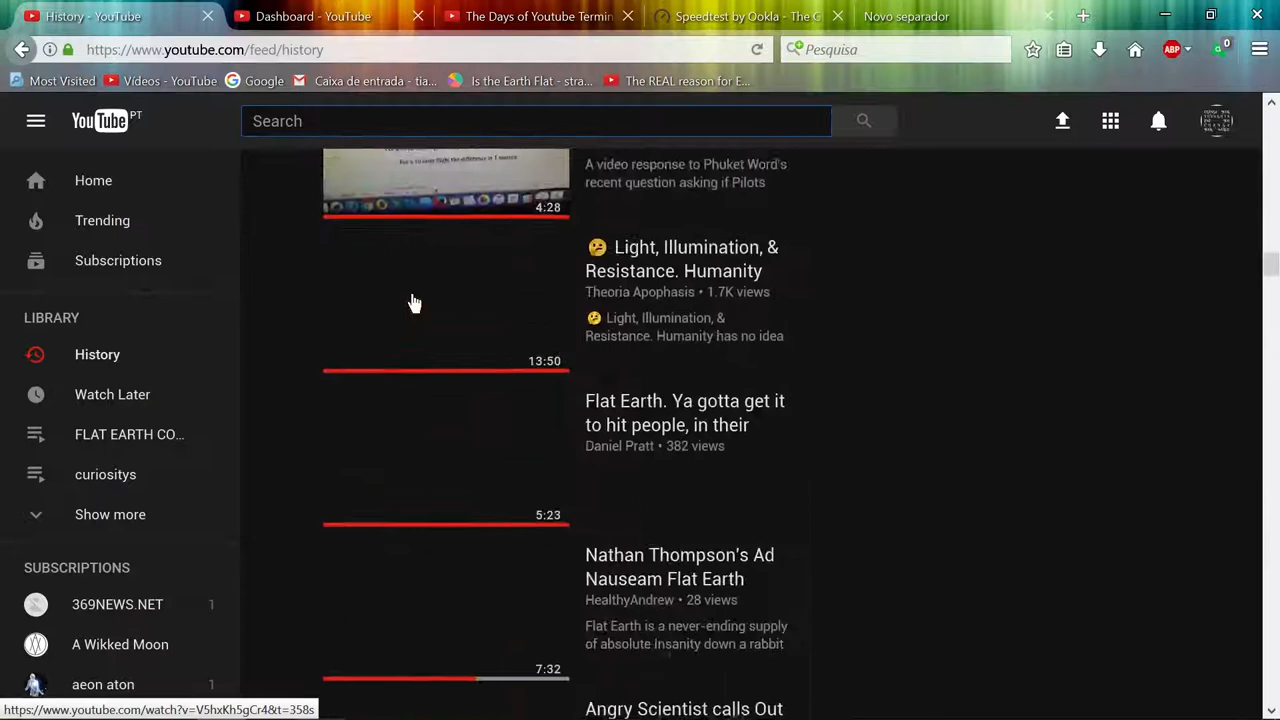 History - YouTube
Dashboard - YouTube
The Days of Youtube Termin
Speedtest by Ookla - The G
Novo separador
https://www.youtube.com/feed/history
Pesquisa
ABP
0
Most Visited
Vídeos - YouTube
Google
Caixa de entrada - tia...
Is the Earth Flat - stra...
The REAL reason for E...
YouTube PT
Search
Home
Trending
Subscriptions
LIBRARY
History
Watch Later
FLAT EARTH CO...
curiositys
Show more
SUBSCRIPTIONS
369NEWS.NET 1
A Wikked Moon
aeon aton 1
4:28
A video response to Phuket Word's
recent question asking if Pilots
🤔 Light, Illumination, &
Resistance. Humanity
Theoria Apophasis • 1.7K views
🤔 Light, Illumination, &
Resistance. Humanity has no idea
13:50
Flat Earth. Ya gotta get it
to hit people, in their
Daniel Pratt • 382 views
5:23
Nathan Thompson's Ad
Nauseam Flat Earth
HealthyAndrew • 28 views
Flat Earth is a never-ending supply
of absolute Insanity down a rabbit
7:32
Angry Scientist calls Out
https://www.youtube.com/watch?v=V5hxKh5gCr4&t=358s